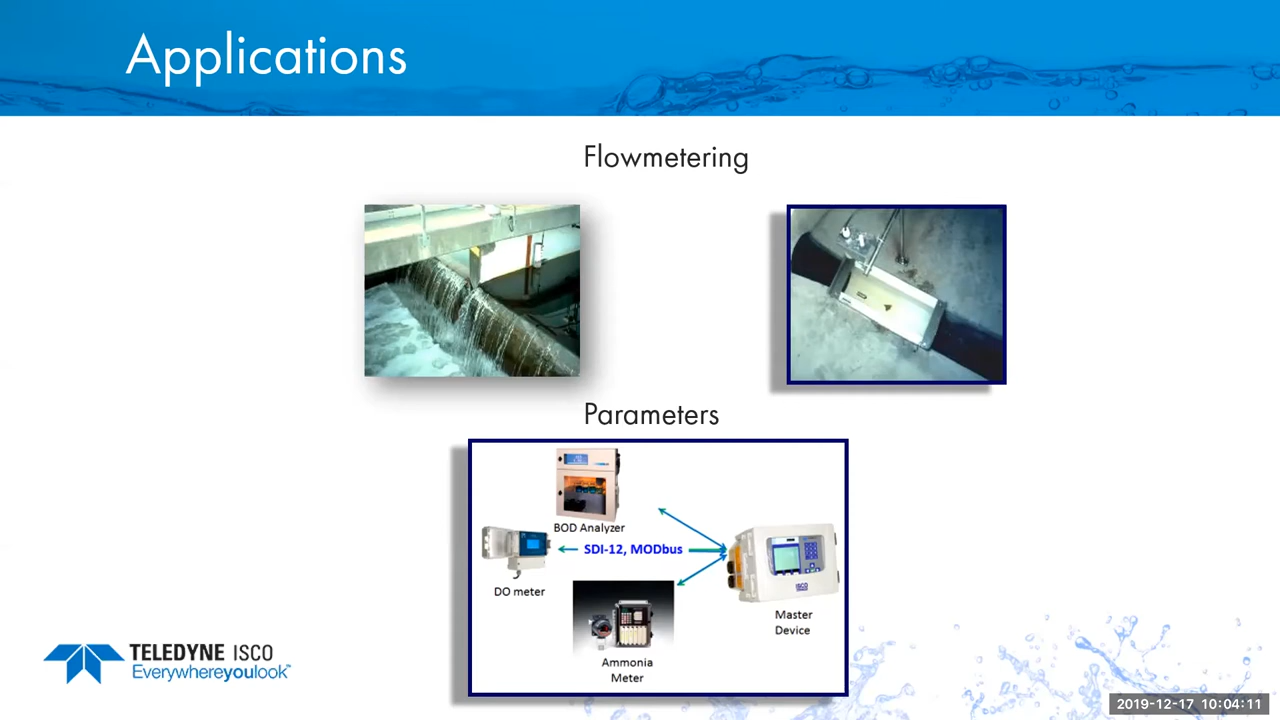 Applications
Flowmetering
Parameters
BOD Analyzer
SDI-12, MODbus
DO meter
ISCO
Master
Device
Ammonia
Meter
TELEDYNE ISCO
Everywhereyoulook™
2019-12-17 10:04:11